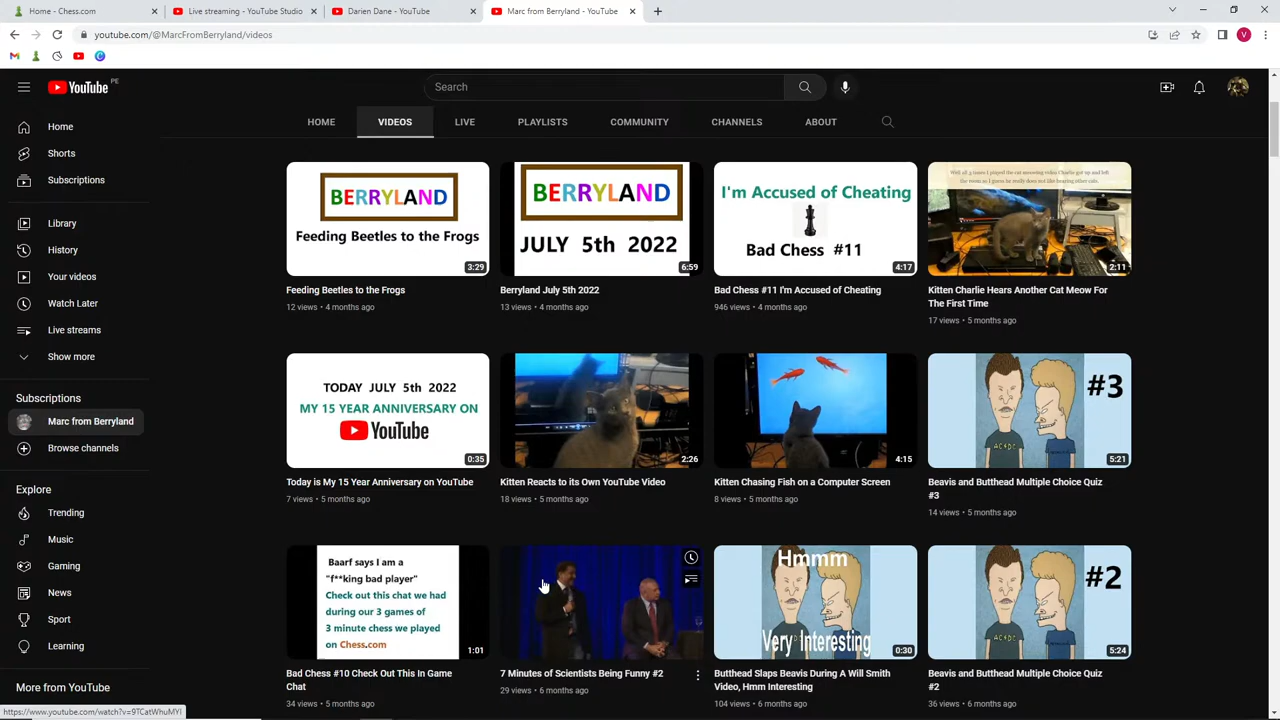 Home - Chess.com
Live streaming - YouTube Studio
Darien Dane - YouTube
Marc from Berryland - YouTube
youtube.com/@MarcFromBerryland/videos
V
YouTube PE
Search
HOME VIDEOS LIVE PLAYLISTS COMMUNITY CHANNELS ABOUT
Home
Shorts
Subscriptions
Library
History
Your videos
Watch Later
Live streams
Show more
Subscriptions
Marc from Berryland
Browse channels
Explore
Trending
Music
Gaming
News
Sport
Learning
More from YouTube
BERRYLAND
Feeding Beetles to the Frogs
3:29
Feeding Beetles to the Frogs
12 views • 4 months ago
BERRYLAND
JULY 5th 2022
6:59
Berryland July 5th 2022
13 views • 4 months ago
I'm Accused of Cheating
Bad Chess #11
4:17
Bad Chess #11 I'm Accused of Cheating
946 views • 4 months ago
2:11
Kitten Charlie Hears Another Cat Meow For
The First Time
17 views • 5 months ago
TODAY JULY 5th 2022
MY 15 YEAR ANNIVERSARY ON
YouTube
0:35
Today is My 15 Year Anniversary on YouTube
7 views • 5 months ago
2:26
Kitten Reacts to its Own YouTube Video
18 views • 5 months ago
4:15
Kitten Chasing Fish on a Computer Screen
8 views • 5 months ago
AC/DC
#3
5:21
Beavis and Butthead Multiple Choice Quiz
#3
14 views • 5 months ago
Baarf says I am a
"f**king bad player"
Check out this chat we had
during our 3 games of
3 minute chess we played
on Chess.com
1:01
Bad Chess #10 Check Out This In Game
Chat
34 views • 5 months ago
7 Minutes of Scientists Being Funny #2
29 views • 6 months ago
Hmmm
Very Interesting
0:30
Butthead Slaps Beavis During A Will Smith
Video, Hmm Interesting
104 views • 6 months ago
AC/DC
#2
5:24
Beavis and Butthead Multiple Choice Quiz
#2
36 views • 6 months ago